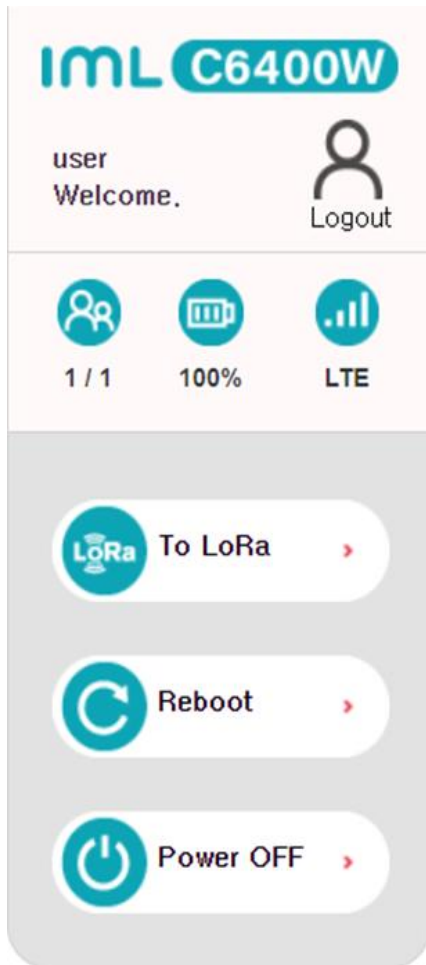 IML C6400W
user
Welcome.
Logout
1 / 1
100%
LTE
LoRa
To LoRa
Reboot
Power OFF